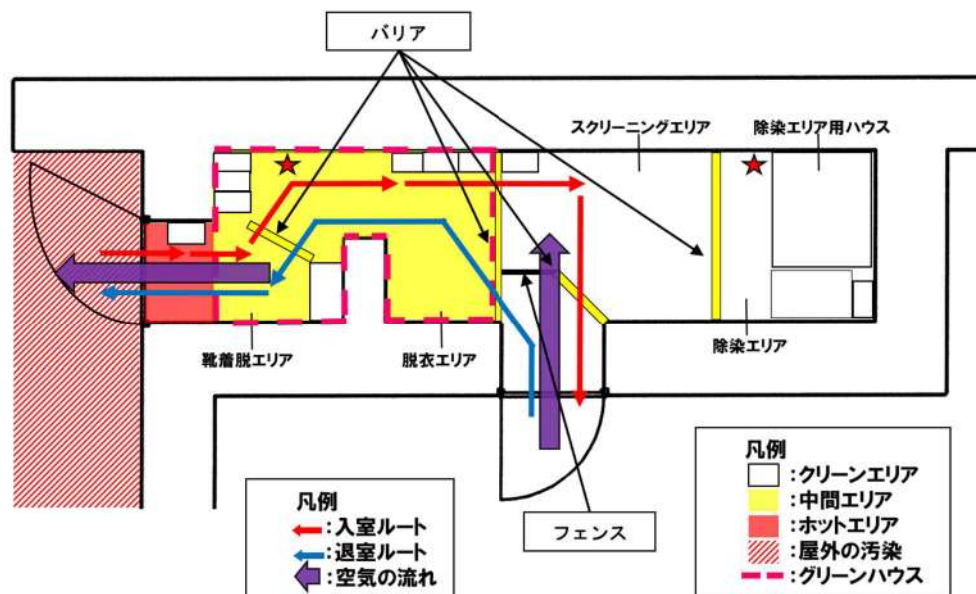 バリア
スクリーニングエリア
除染エリア用ハウス
靴着脱エリア
脱衣エリア
除染エリア
フェンス
凡例
:入室ルート
:退室ルート
:空気の流れ
凡例
:クリーンエリア
:中間エリア
:ホットエリア
:屋外の汚染
:グリーンハウス